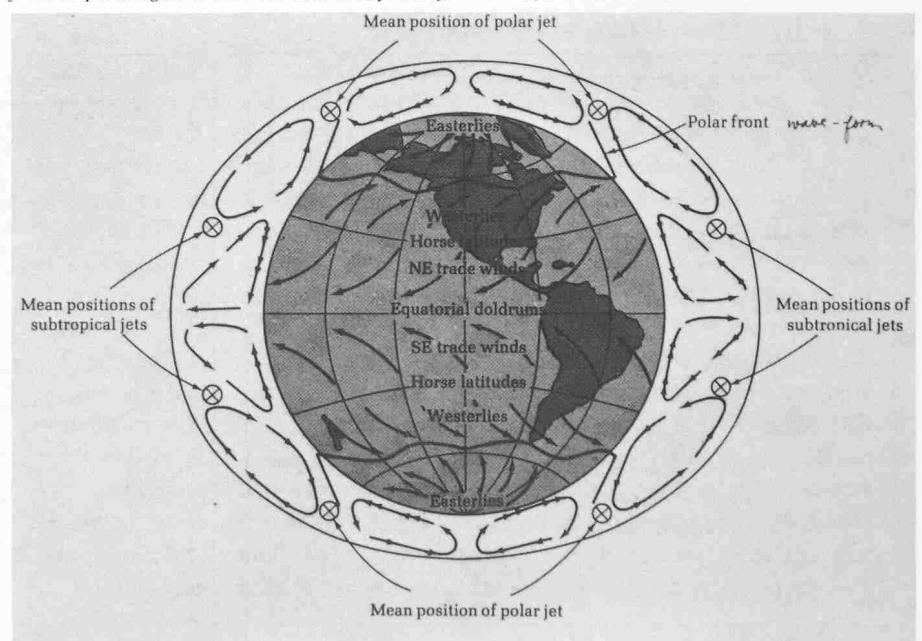 Mean position of polar jet
Polar front wave-form
Easterlies
Westerlies
Horse latitudes
NE trade winds
Mean positions of
subtropical jets
Equatorial doldrums
Mean positions of
subtronical jets
SE trade winds
Horse latitudes
Westerlies
Easterlies
Mean position of polar jet